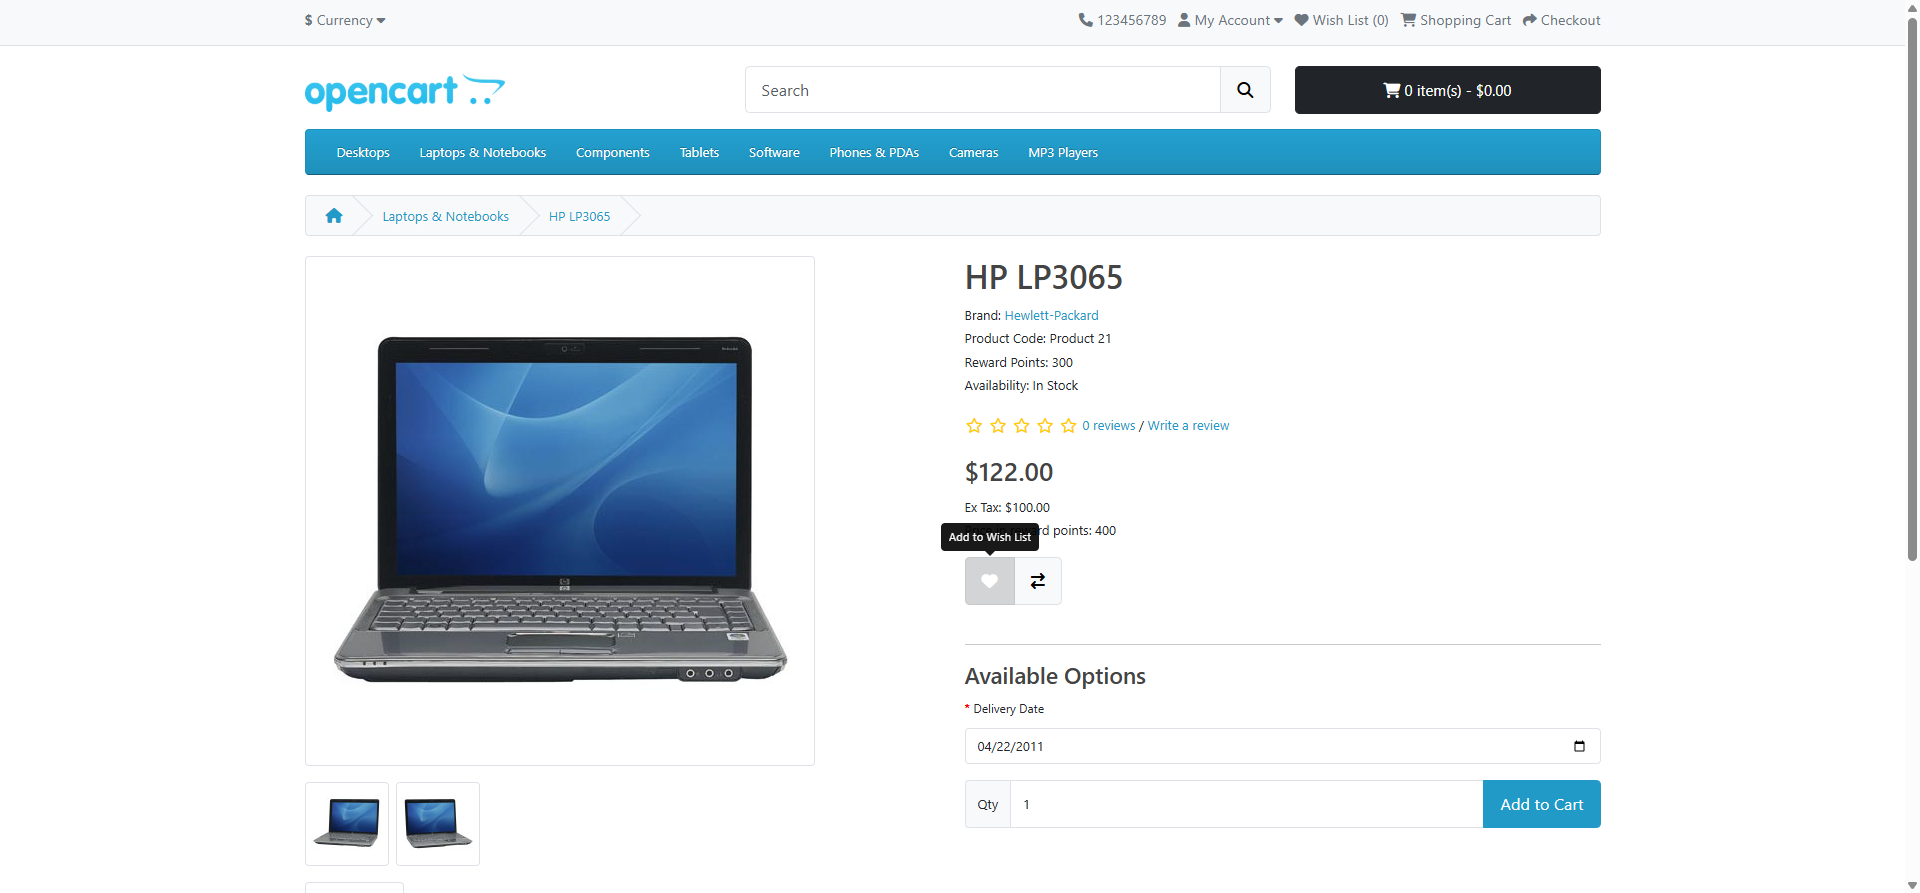 $ Currency
123456789 My Account Wish List (0) Shopping Cart Checkout
opencart
Search
0 item(s) - $0.00
Desktops Laptops & Notebooks Components Tablets Software Phones & PDAs Cameras MP3 Players
Laptops & Notebooks HP LP3065
HP LP3065
Brand: Hewlett-Packard
Product Code: Product 21
Reward Points: 300
Availability: In Stock
0 reviews / Write a review
$122.00
Ex Tax: $100.00
points: 400
Add to Wish List
Available Options
* Delivery Date
04/22/2011
Qty 1 Add to Cart